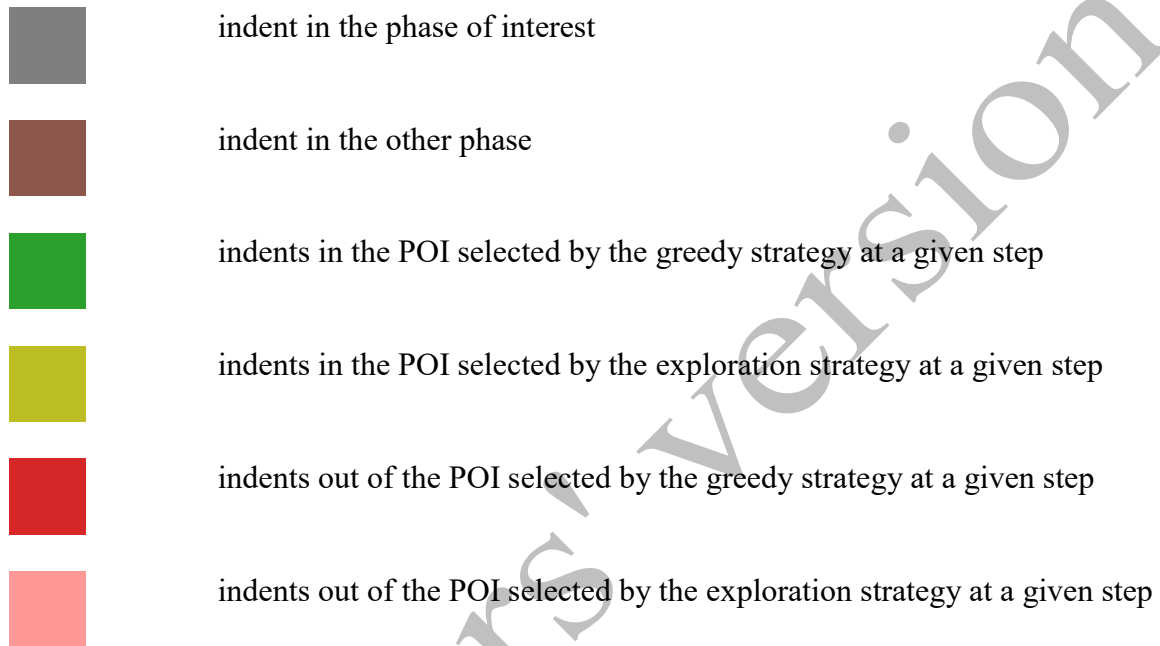 indent in the phase of interest
indent in the other phase
indents in the POI selected by the greedy strategy at a given step
indents in the POI selected by the exploration strategy at a given step
indents out of the POI selected by the greedy strategy at a given step
indents out of the POI selected by the exploration strategy at a given step
rs' version